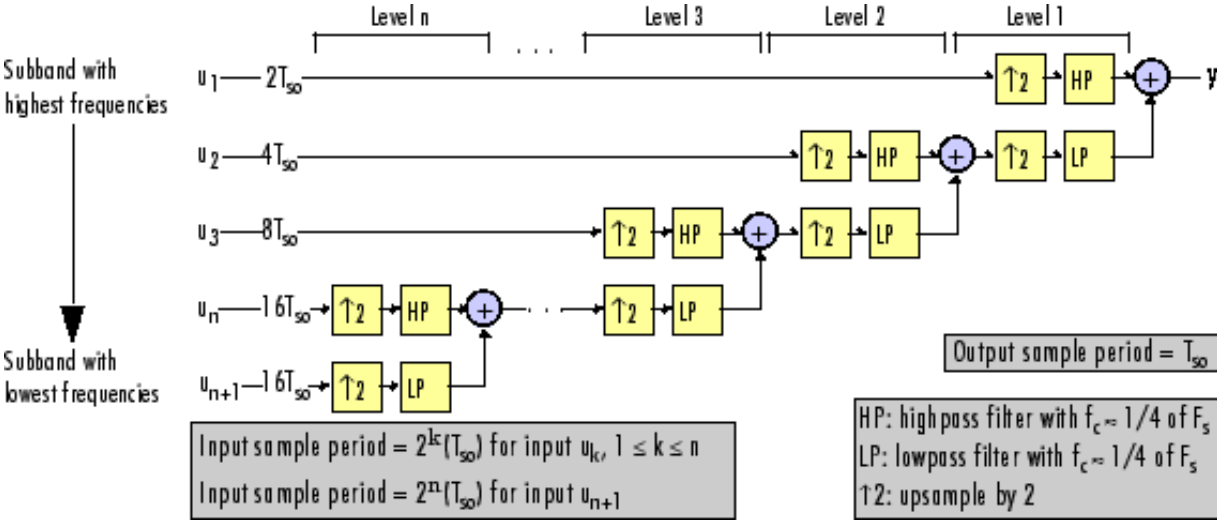 Level n . . . . Level 3 Level 2 Level 1
Subband with
highest frequencies
u₁ 2Tₛₒ ↑2 HP + y
u₂ 4Tₛₒ ↑2 HP + ↑2 LP
u₃ 8Tₛₒ ↑2 HP + ↑2 LP
uₙ 16Tₛₒ ↑2 HP + . . . ↑2 LP
Subband with
lowest frequencies
uₙ₊₁ 16Tₛₒ ↑2 LP
Output sample period = Tₛₒ
Input sample period = 2ᵏ(Tₛₒ) for input uₖ, 1 ≤ k ≤ n
Input sample period = 2ⁿ(Tₛₒ) for input uₙ₊₁
HP: highpass filter with f_c ≈ 1/4 of Fₛ
LP: lowpass filter with f_c ≈ 1/4 of Fₛ
↑2: upsample by 2